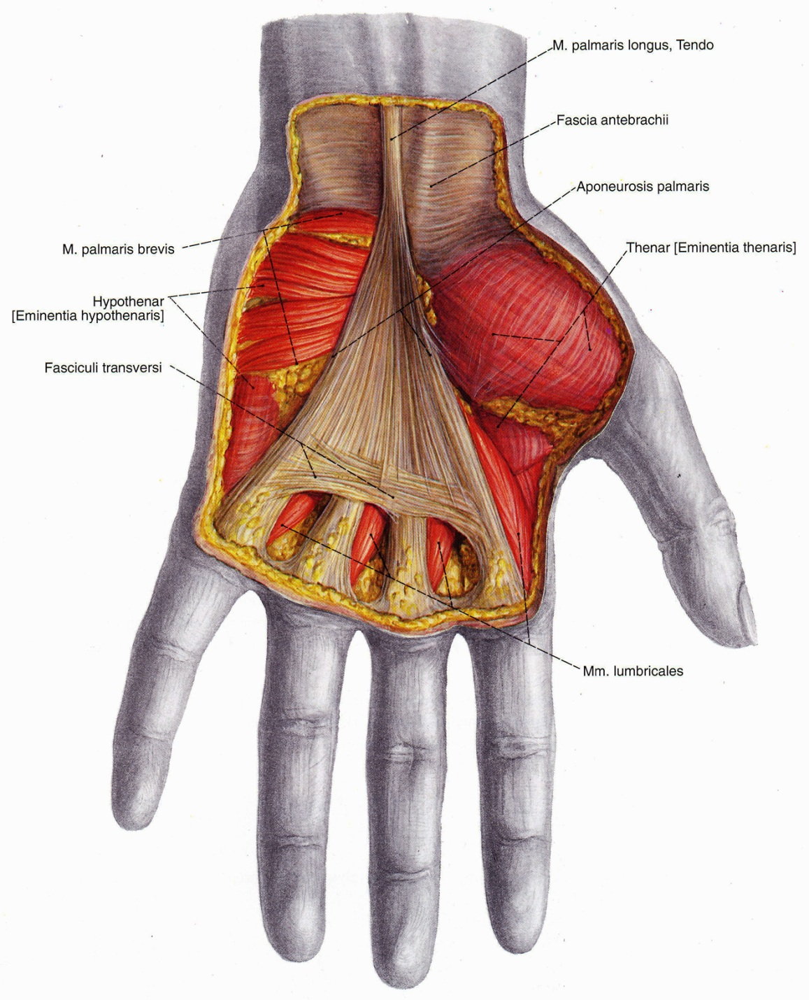 M. palmaris longus, Tendo
Fascia antebrachii
Aponeurosis palmaris
Thenar [Eminentia thenaris]
M. palmaris brevis
Hypothenar
[Eminentia hypothenaris]
Fasciculi transversi
Mm. lumbricales